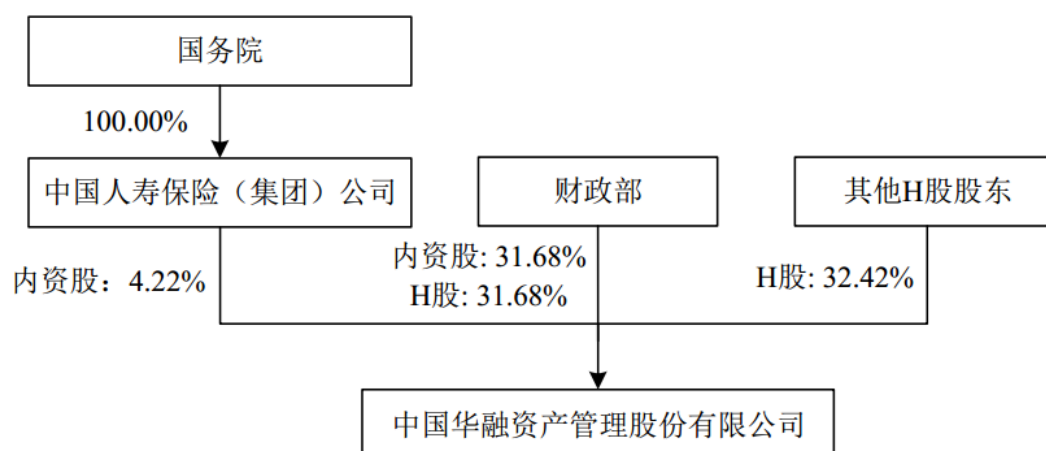 国务院
100.00%
中国人寿保险（集团）公司
财政部
其他H股股东
内资股：4.22%
内资股: 31.68%
H股: 31.68%
H股: 32.42%
中国华融资产管理股份有限公司